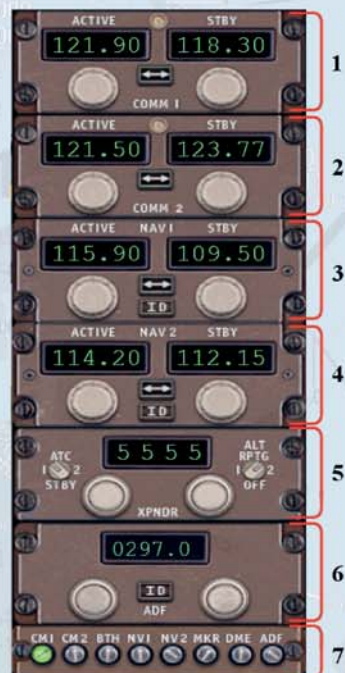 ACTIVE STBY
121.90 118.30
COMM 1
1
ACTIVE STBY
121.50 123.77
COMM 2
2
ACTIVE NAV 1 STBY
115.90 109.50
ID
3
ACTIVE NAV 2 STBY
114.20 112.15
ID
4
5555
ATC ALT RPTG
1 2 1 2
STBY OFF
XPNDR
5
0297.0
ID
ADF
6
CM1 CM2 BTH NV1 NV2 MKR DME ADF
7